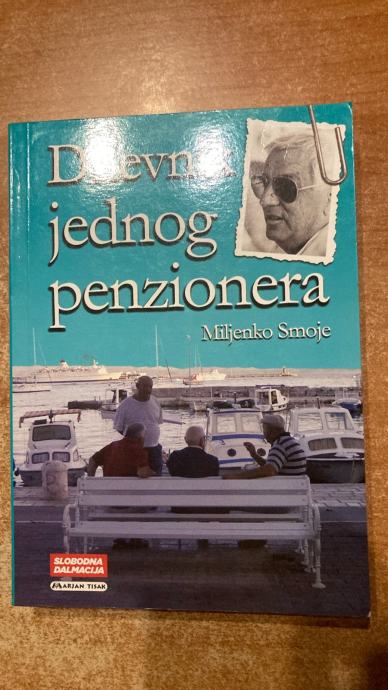 Dnevnik
jednog
penzionera
Miljenko Smoje
SLOBODNA
DALMACIJA
MARJAN TISAK